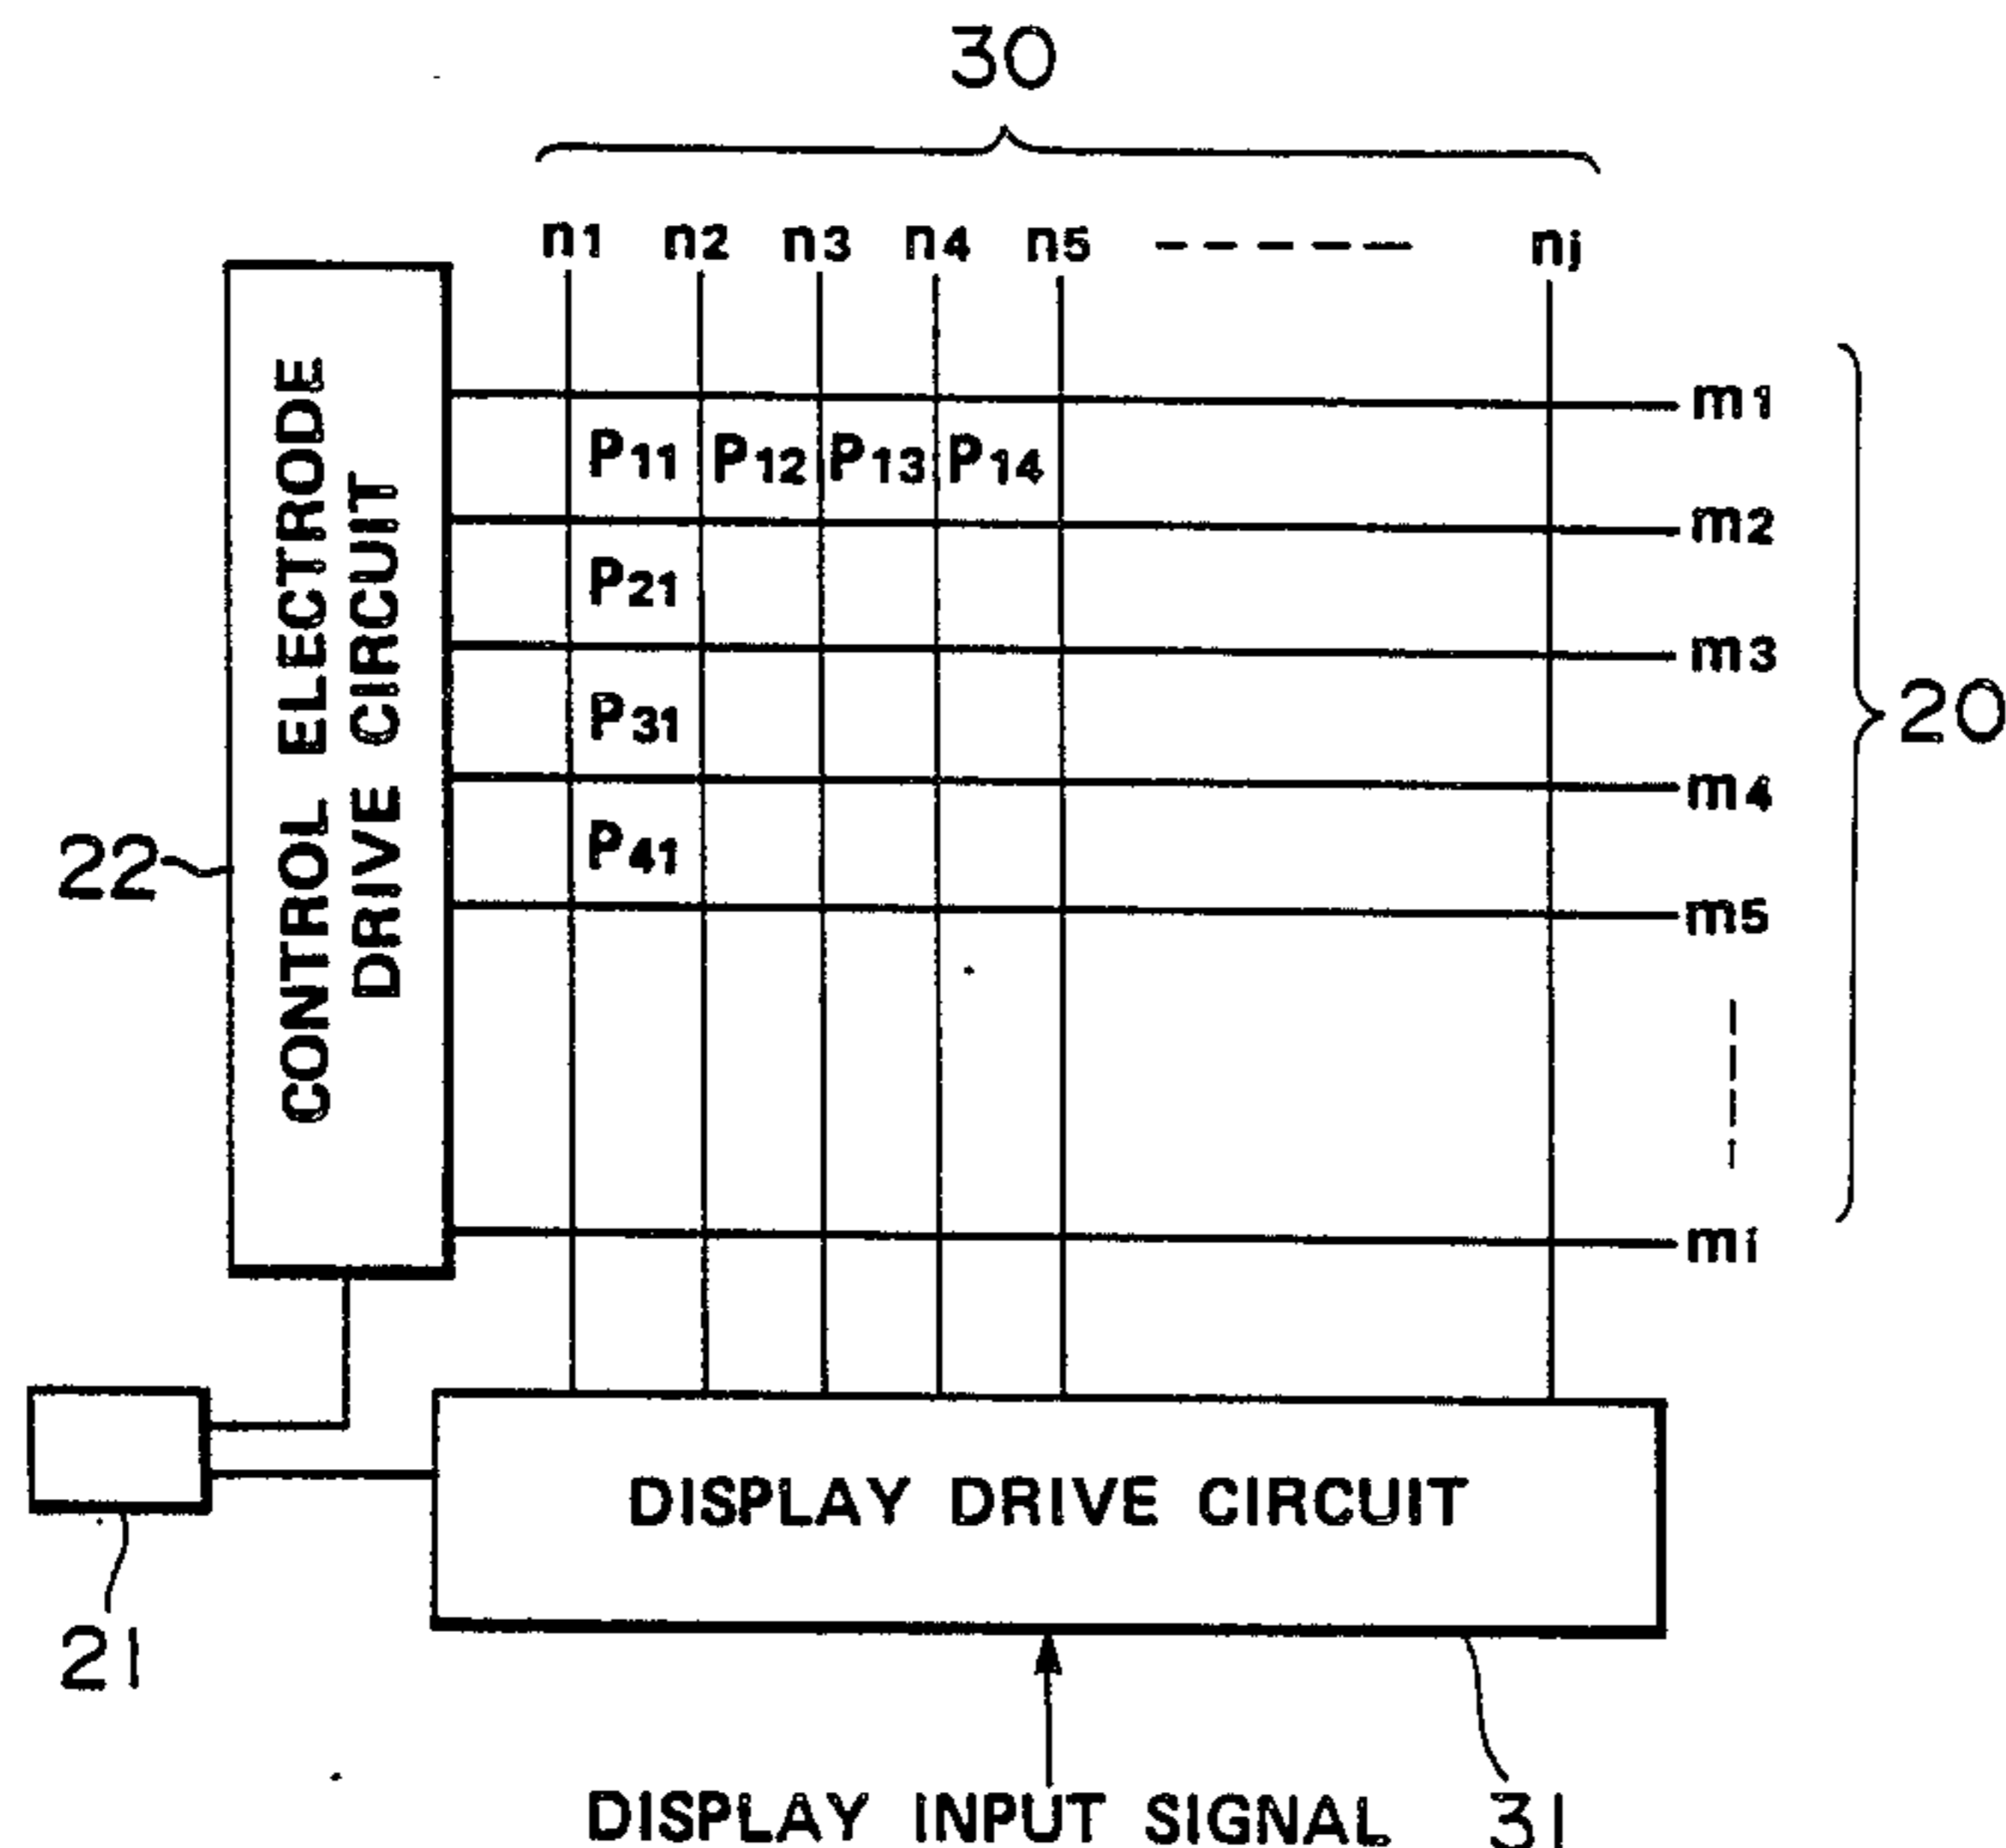 30
n1 n2 n3 n4 n5 nj
CONTROL ELECTRODE
DRIVE CIRCUIT
m1
P11 P12 P13 P14
m2
P21
m3
P31
20
m4
P41
22
m5
mi
DISPLAY DRIVE CIRCUIT
21
DISPLAY INPUT SIGNAL 31